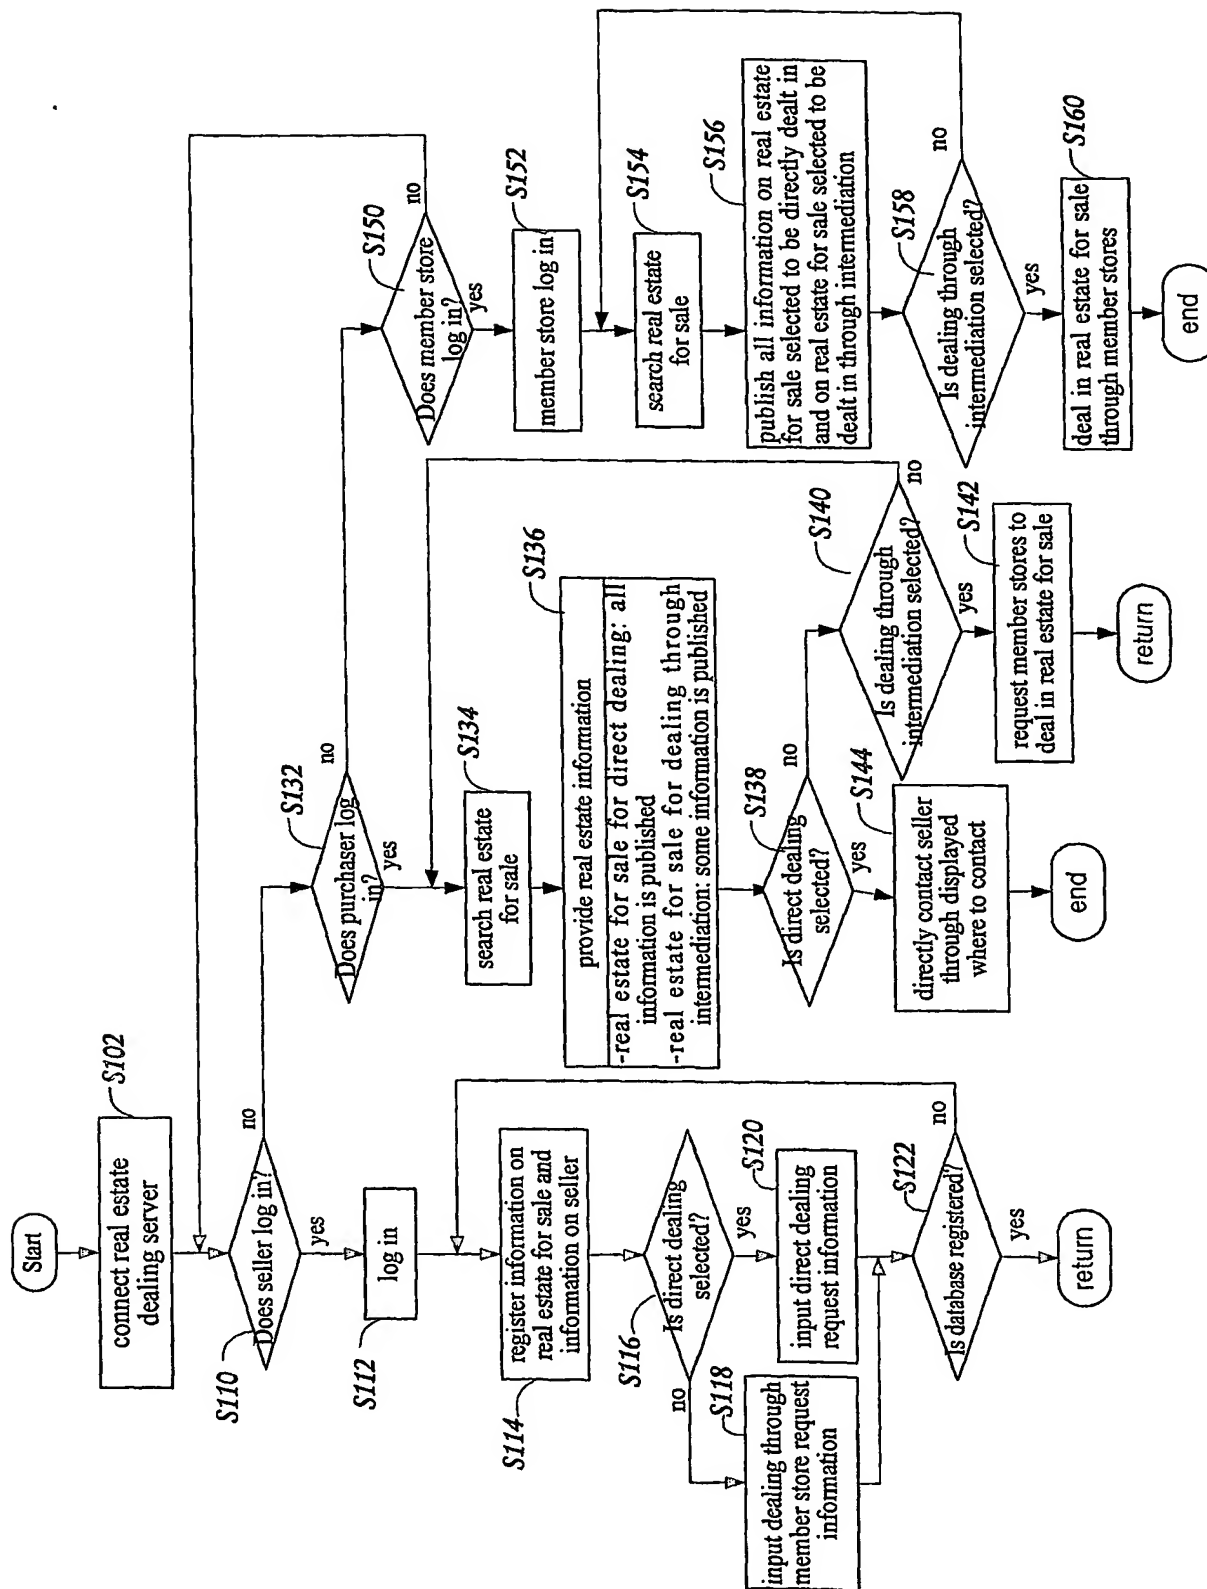 Start
connect real estate
dealing server
S102
Does seller log in?
S110
no
yes
log in
S112
register information on
real estate for sale and
information on seller
S114
Is direct dealing
selected?
S116
no
yes
input dealing through
member store request
information
S118
input direct dealing
request information
S120
Is database registered?
S122
no
yes
return
Does purchaser log
in?
S132
no
yes
search real estate
for sale
S134
provide real estate information
-real estate for sale for direct dealing: all
information is published
-real estate for sale for dealing through
intermediation: some information is published
S136
Is direct dealing
selected?
S138
no
yes
directly contact seller
through displayed
where to contact
S144
end
Is dealing through
intermediation selected?
S140
no
yes
request member stores to
deal in real estate for sale
S142
return
Does member store
log in?
S150
no
yes
member store log in
S152
search real estate
for sale
S154
publish all information on real estate
for sale selected to be directly dealt in
and on real estate for sale selected to be
dealt in through intermediation
S156
Is dealing through
intermediation selected?
S158
no
yes
deal in real estate for sale
through member stores
S160
end